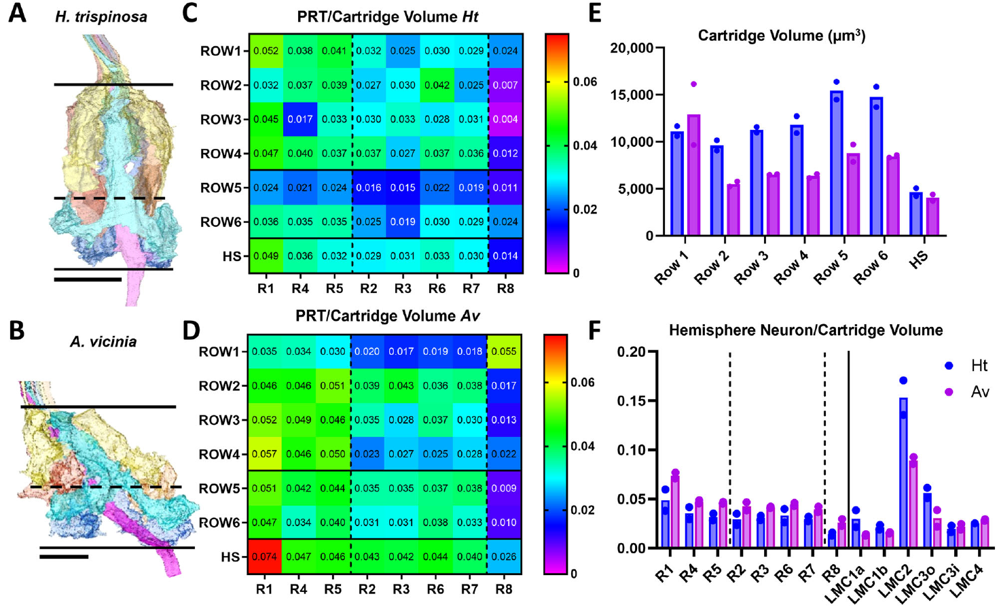 A
H. trispinosa
B
A. vicinia
C
PRT/Cartridge Volume Ht
ROW1 0.052 0.038 0.041 0.032 0.025 0.030 0.029 0.024
ROW2 0.032 0.037 0.039 0.027 0.030 0.042 0.025 0.007
ROW3 0.045 0.017 0.033 0.030 0.033 0.028 0.031 0.004
ROW4 0.047 0.040 0.037 0.037 0.027 0.037 0.036 0.012
ROW5 0.024 0.021 0.024 0.016 0.015 0.022 0.019 0.011
ROW6 0.036 0.035 0.035 0.025 0.019 0.030 0.029 0.024
HS 0.049 0.036 0.032 0.029 0.031 0.033 0.030 0.014
R1 R4 R5 R2 R3 R6 R7 R8
0.06
0.04
0.02
0
D
PRT/Cartridge Volume Av
ROW1 0.035 0.034 0.030 0.020 0.017 0.019 0.018 0.055
ROW2 0.046 0.046 0.051 0.039 0.043 0.036 0.038 0.017
ROW3 0.052 0.049 0.046 0.035 0.028 0.037 0.030 0.013
ROW4 0.057 0.046 0.050 0.023 0.027 0.025 0.028 0.022
ROW5 0.051 0.042 0.044 0.035 0.035 0.037 0.038 0.009
ROW6 0.047 0.034 0.040 0.031 0.031 0.038 0.033 0.010
HS 0.074 0.047 0.046 0.043 0.042 0.044 0.040 0.026
R1 R4 R5 R2 R3 R6 R7 R8
0.06
0.04
0.02
0
E
Cartridge Volume (µm³)
20,000
15,000
10,000
5,000
0
Row 1 Row 2 Row 3 Row 4 Row 5 Row 6 HS
F
Hemisphere Neuron/Cartridge Volume
0.20
0.15
0.10
0.05
0.00
Ht
Av
R1 R4 R5 R2 R3 R6 R7 R8 LMC1a LMC1b LMC2 LMC3o LMC3i LMC4